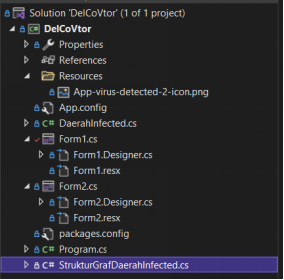 Solution 'DelCoVtor' (1 of 1 project)
DelCoVtor
Properties
References
Resources
App-virus-detected-2-icon.png
App.config
C# DaerahInfected.cs
Form1.cs
Form1.Designer.cs
Form1.resx
Form2.cs
Form2.Designer.cs
Form2.resx
packages.config
C# Program.cs
C# StrukturGrafDaerahInfected.cs